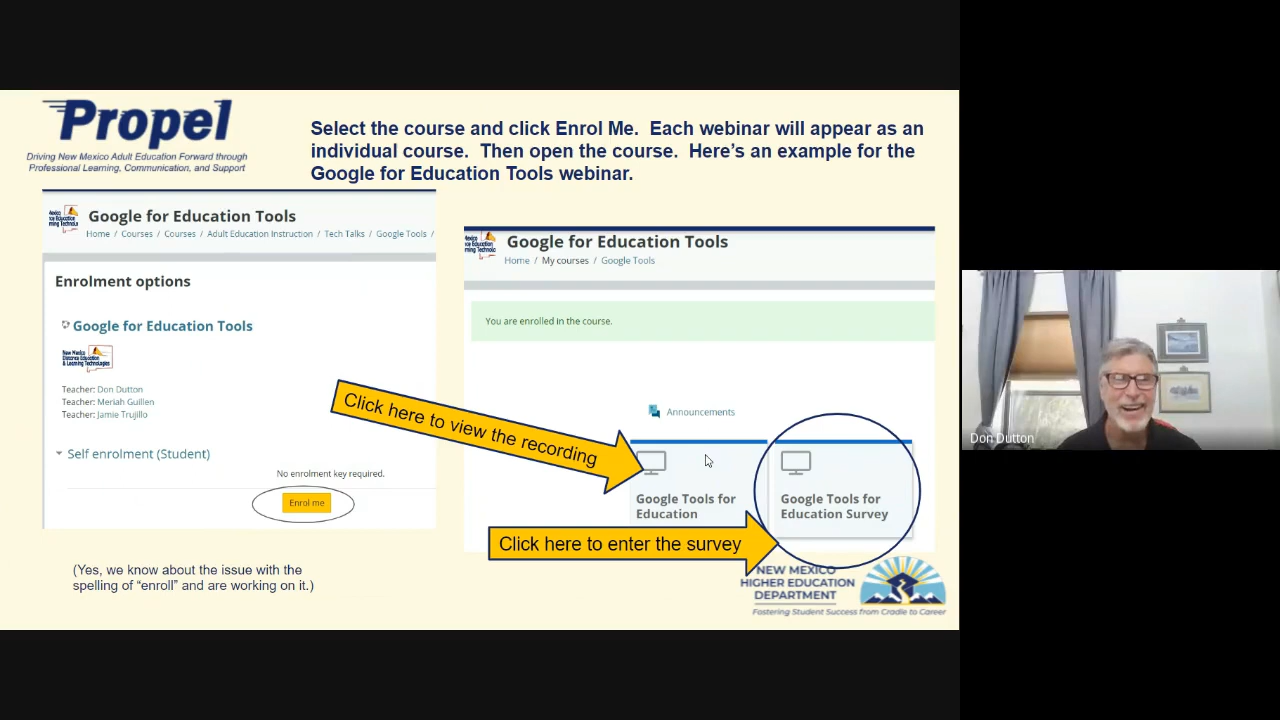 Propel
Driving New Mexico Adult Education Forward through
Professional Learning, Communication, and Support
Select the course and click Enrol Me. Each webinar will appear as an
individual course. Then open the course. Here's an example for the
Google for Education Tools webinar.
Google for Education Tools
Home / Courses / Courses / Adult Education Instruction / Tech Talks / Google Tools /
Enrolment options
Google for Education Tools
New Mexico
Distance Education
& Learning Technologies
Teacher: Don Dutton
Teacher: Meriah Guillen
Teacher: Jamie Trujillo
Self enrolment (Student)
No enrolment key required.
Enrol me
(Yes, we know about the issue with the
spelling of “enroll” and are working on it.)
Google for Education Tools
Home / My courses / Google Tools
You are enrolled in the course.
Announcements
Click here to view the recording
Google Tools for
Education
Google Tools for
Education Survey
Click here to enter the survey
NEW MEXICO
HIGHER EDUCATION
DEPARTMENT
Fostering Student Success from Cradle to Career
Don Dutton